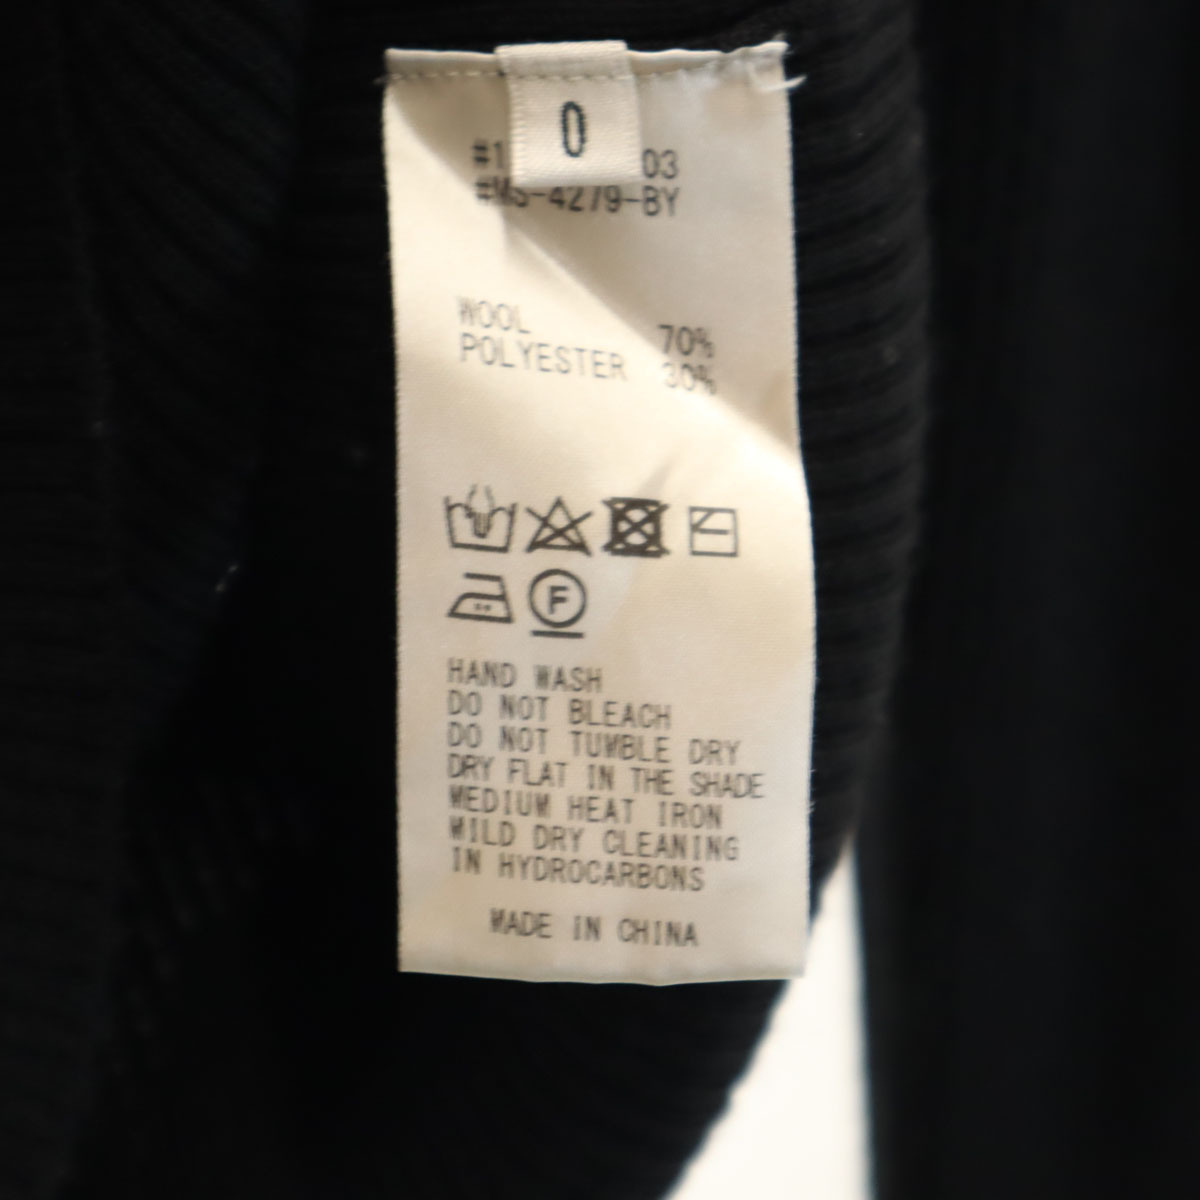 0
#1 03
#MS-4279-BY
WOOL 70%
POLYESTER 30%
F
HAND WASH
DO NOT BLEACH
DO NOT TUMBLE DRY
DRY FLAT IN THE SHADE
MEDIUM HEAT IRON
MILD DRY CLEANING
IN HYDROCARBONS
MADE IN CHINA